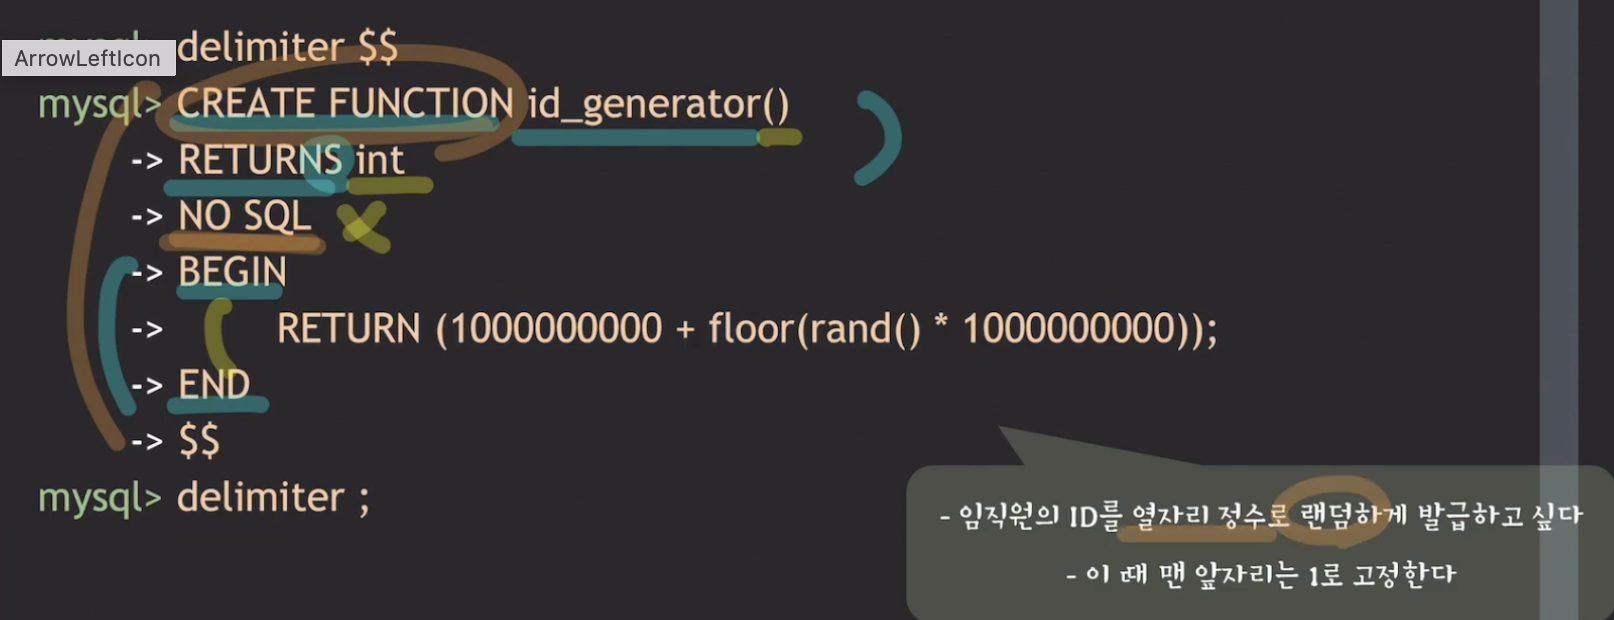 mysql> delimiter $$
ArrowLeftIcon
mysql> CREATE FUNCTION id_generator()
-> RETURNS int
-> NO SQL
-> BEGIN
-> RETURN (1000000000 + floor(rand() * 1000000000));
-> END
-> $$
mysql> delimiter ;
- 임직원의 ID를 열자리 정수로 랜덤하게 발급하고 싶다
- 이 때 맨 앞자리는 1로 고정한다